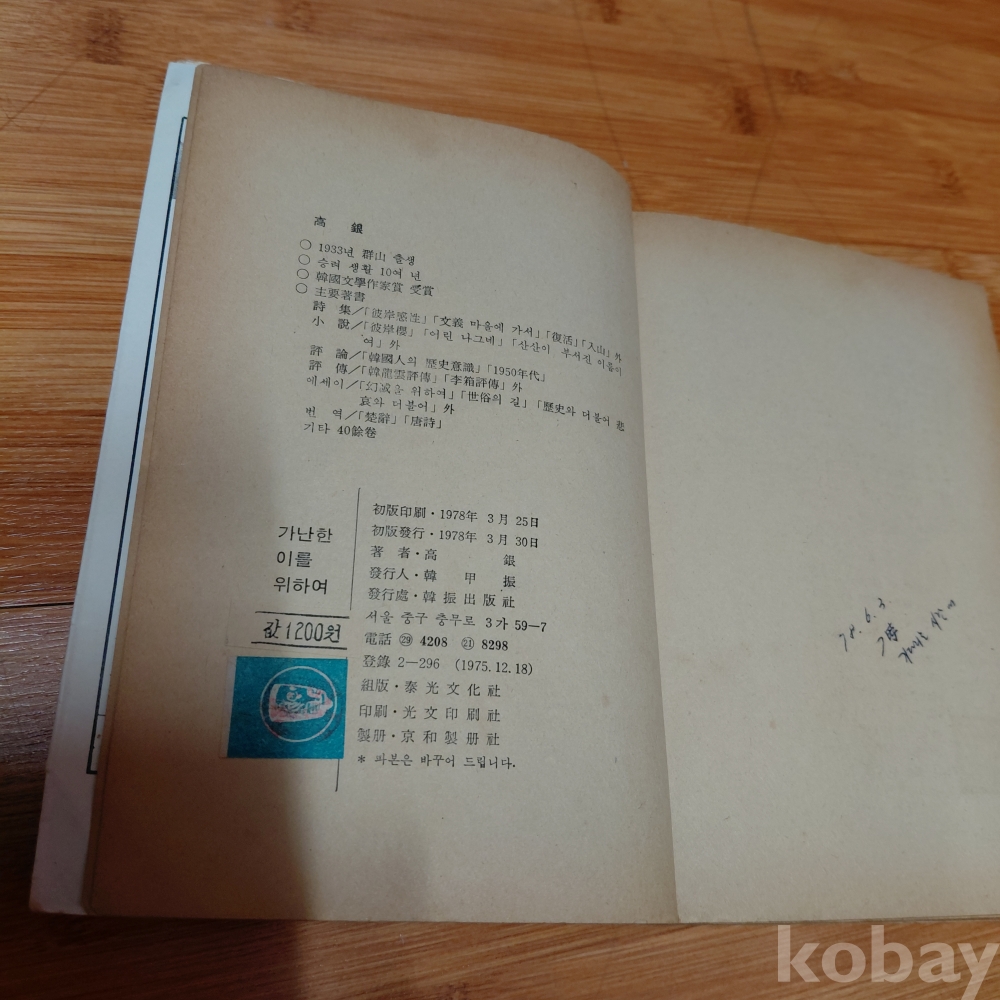 高 銀
○ 1933년 群山 출생
○ 승려 생활 10여 년
○ 韓國文學作家賞 受賞
○ 主要著書
詩 集/「彼岸感性」「文義 마을에 가서」「復活」「入山」外
小 說/「彼岸櫻」「어린 나그네」「산산이 부서진 이름이
여」外
評 論/「韓國人의 歷史意識」「1950年代」
評 傳/「韓龍雲評傳」「李箱評傳」外
에세이/「幻滅을 위하여」「世俗의 길」「歷史와 더불어 悲
哀와 더불어」外
번 역/「楚辭」「唐詩」
기타 40餘卷
가난한
이를
위하여
값 1200원
初版印刷·1978年 3月 25日
初版發行·1978年 3月 30日
著 者·高 銀
發行人·韓 甲 振
發行處·韓振出版社
서울 중구 충무로 3가 59—7
電話 ㉙ 4208 ㉑ 8298
登錄 2—296 (1975.12.18)
組版·泰光文化社
印刷·光文印刷社
製册·京和製册社
* 파본은 바꾸어 드립니다.
78. 6. 3.
kobay